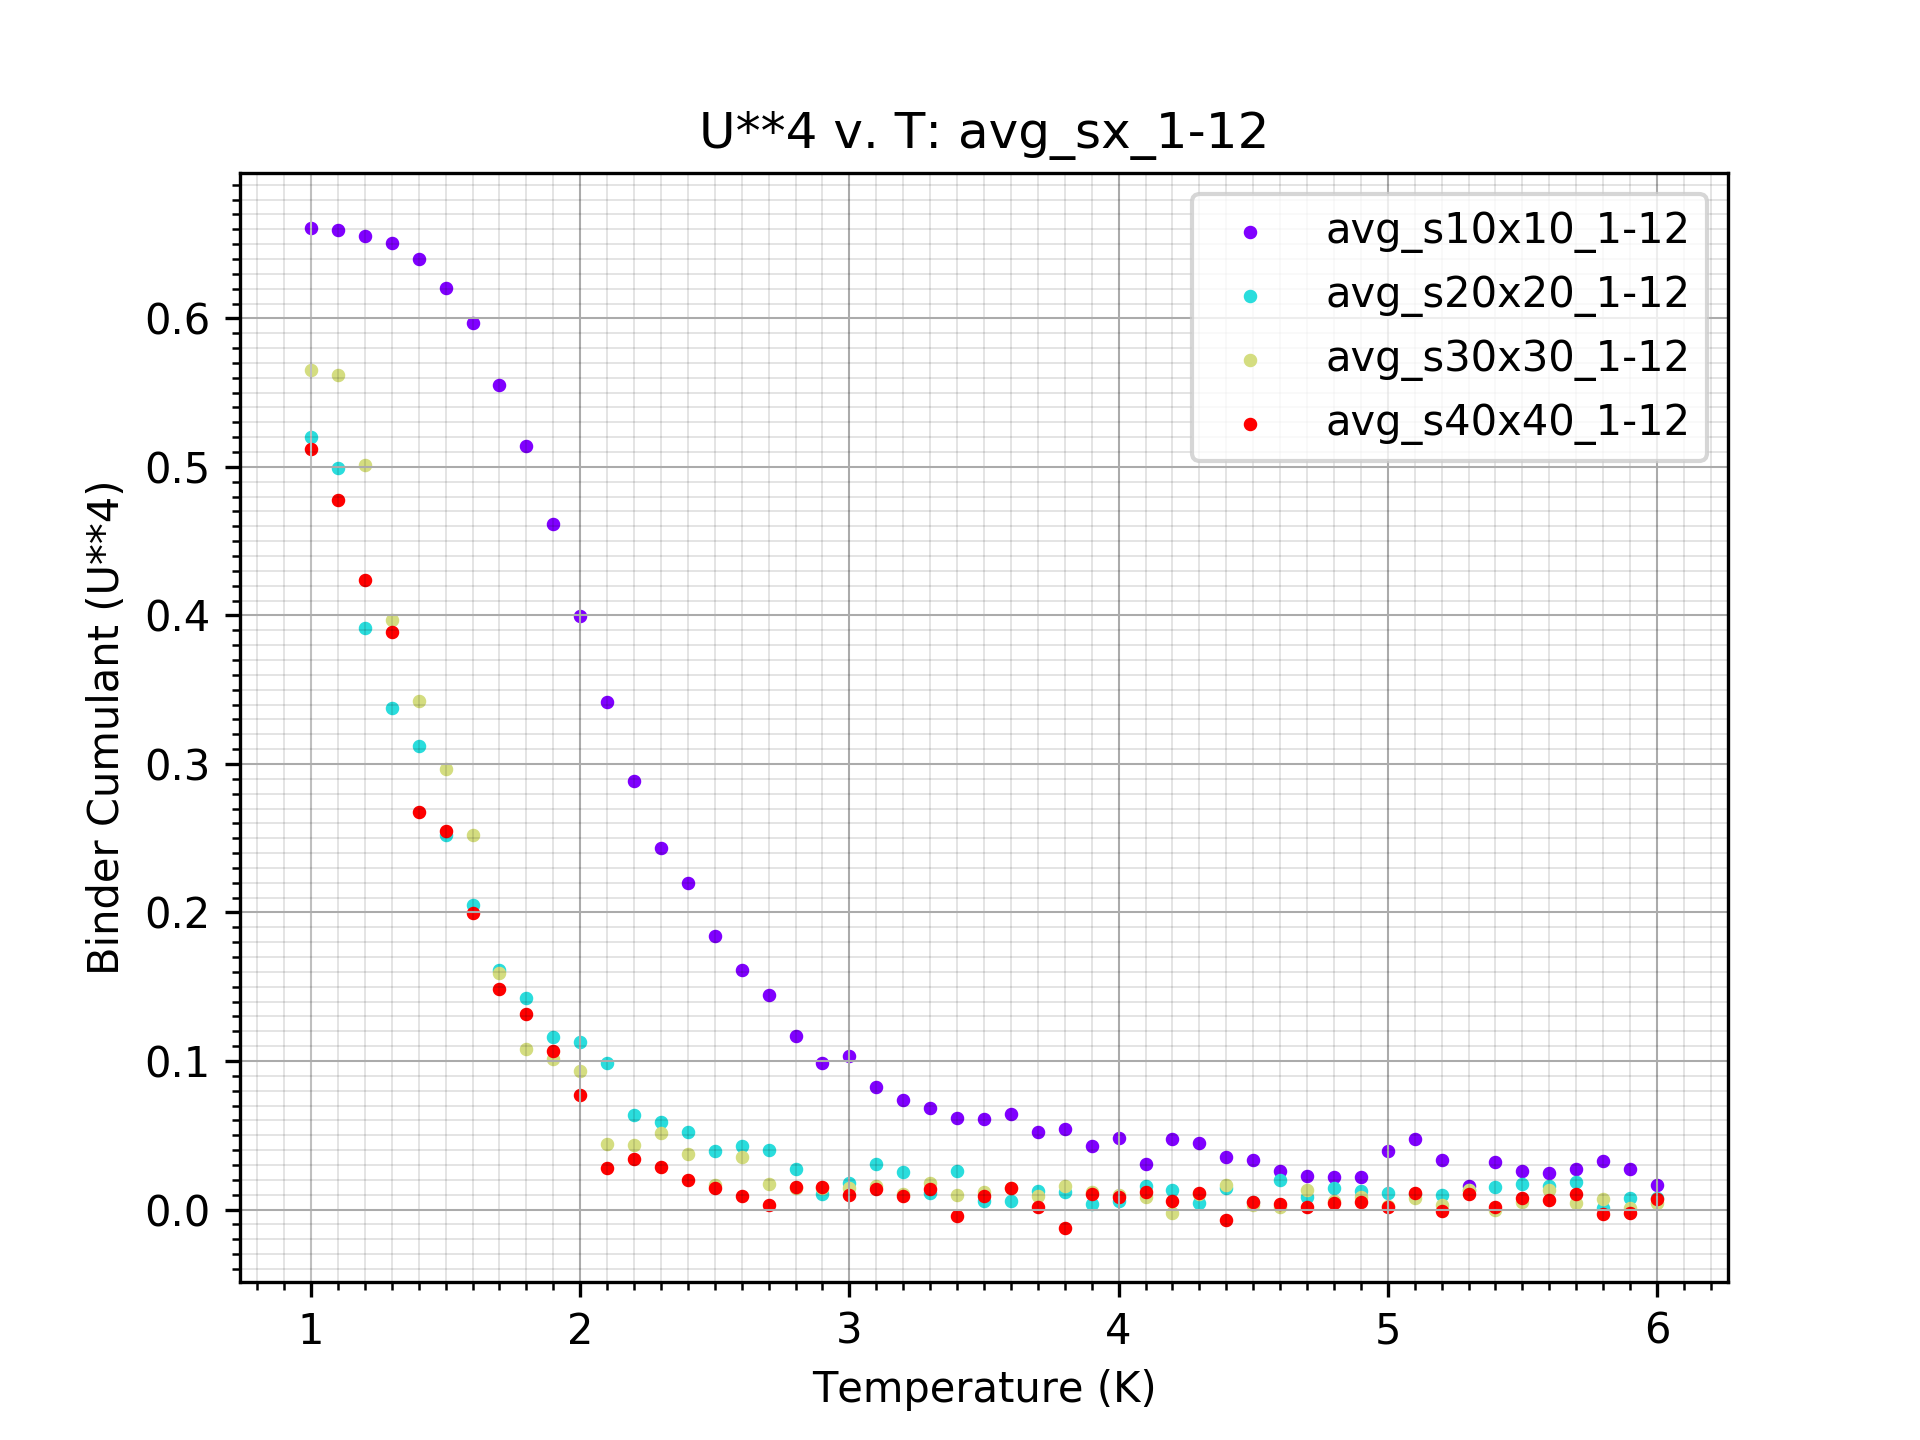 U**4 v. T: avg_sx_1-12
avg_s10x10_1-12
avg_s20x20_1-12
avg_s30x30_1-12
avg_s40x40_1-12
Binder Cumulant (U**4)
0.6
0.5
0.4
0.3
0.2
0.1
0.0
1 2 3 4 5 6
Temperature (K)